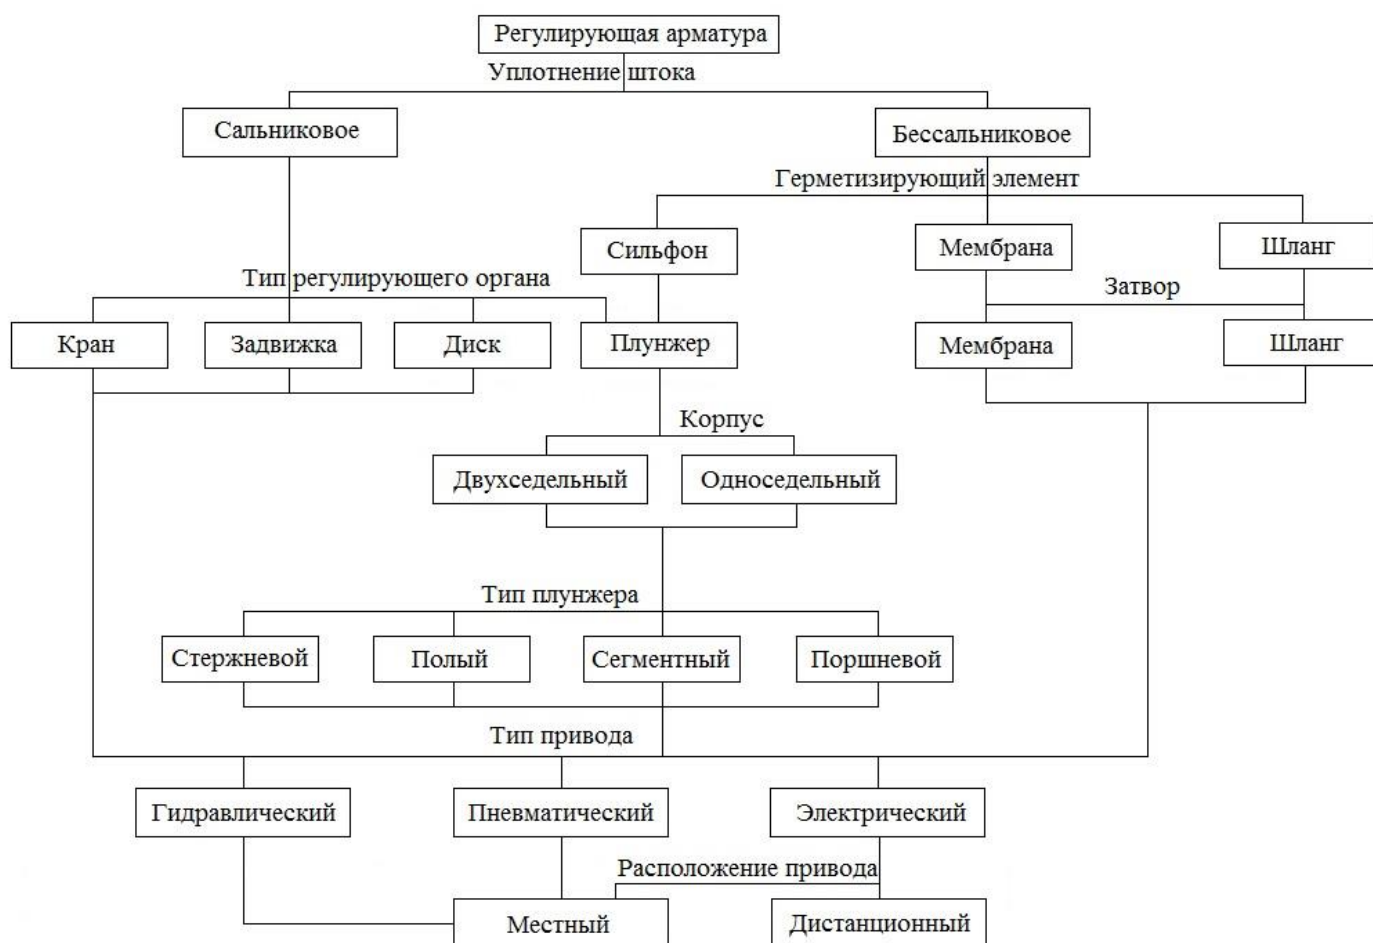 Регулирующая арматура
Уплотнение штока
Сальниковое
Бессальниковое
Герметизирующий элемент
Сильфон
Мембрана
Шланг
Тип регулирующего органа
Затвор
Кран
Задвижка
Диск
Плунжер
Мембрана
Шланг
Корпус
Двухседельный
Односедельный
Тип плунжера
Стержневой
Полый
Сегментный
Поршневой
Тип привода
Гидравлический
Пневматический
Электрический
Расположение привода
Местный
Дистанционный